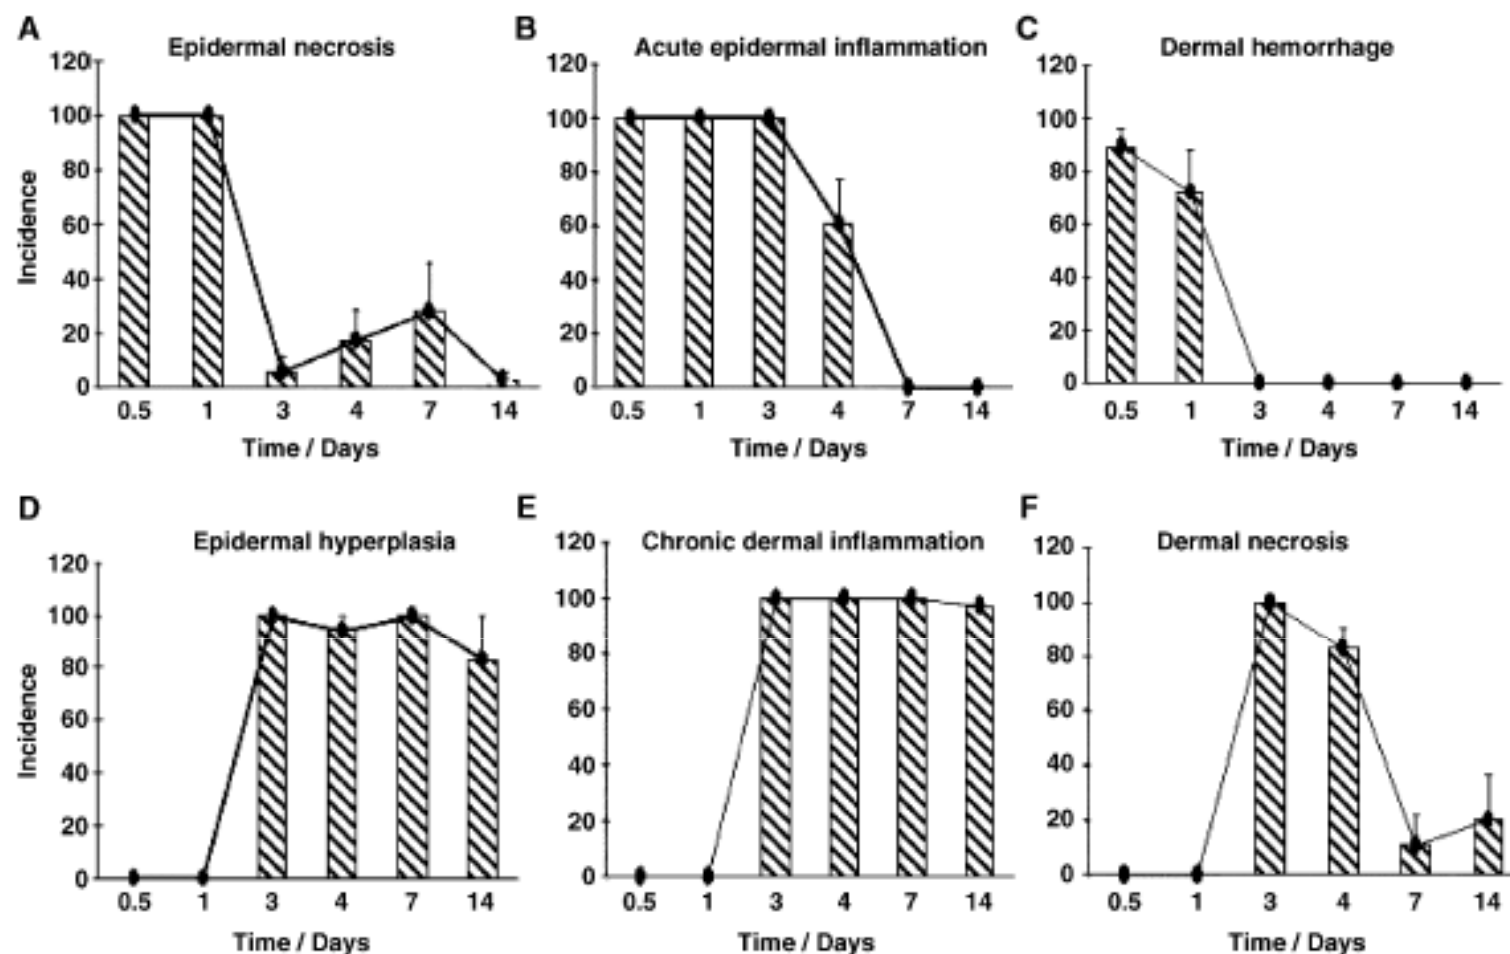 A
Epidermal necrosis
120
100
80
60
40
20
0
Incidence
0.5 1 3 4 7 14
Time / Days
B
Acute epidermal inflammation
120
100
80
60
40
20
0
0.5 1 3 4 7 14
Time / Days
C
Dermal hemorrhage
120
100
80
60
40
20
0
0.5 1 3 4 7 14
Time / Days
D
Epidermal hyperplasia
120
100
80
60
40
20
0
Incidence
0.5 1 3 4 7 14
Time / Days
E
Chronic dermal inflammation
120
100
80
60
40
20
0
0.5 1 3 4 7 14
Time / Days
F
Dermal necrosis
120
100
80
60
40
20
0
0.5 1 3 4 7 14
Time / Days